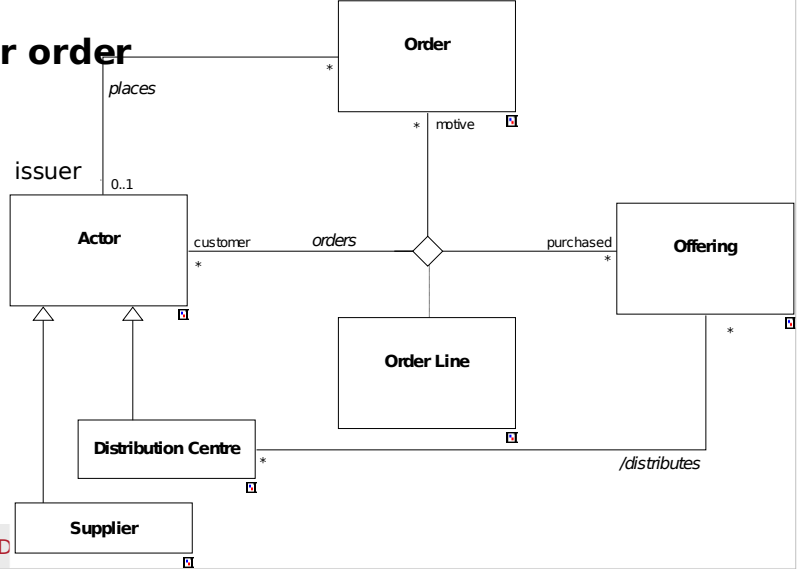 r order
Order
*
places
* motive
issuer
0..1
Actor
customer
orders
purchased
*
*
Offering
*
Order Line
Distribution Centre
*
/distributes
Supplier
D